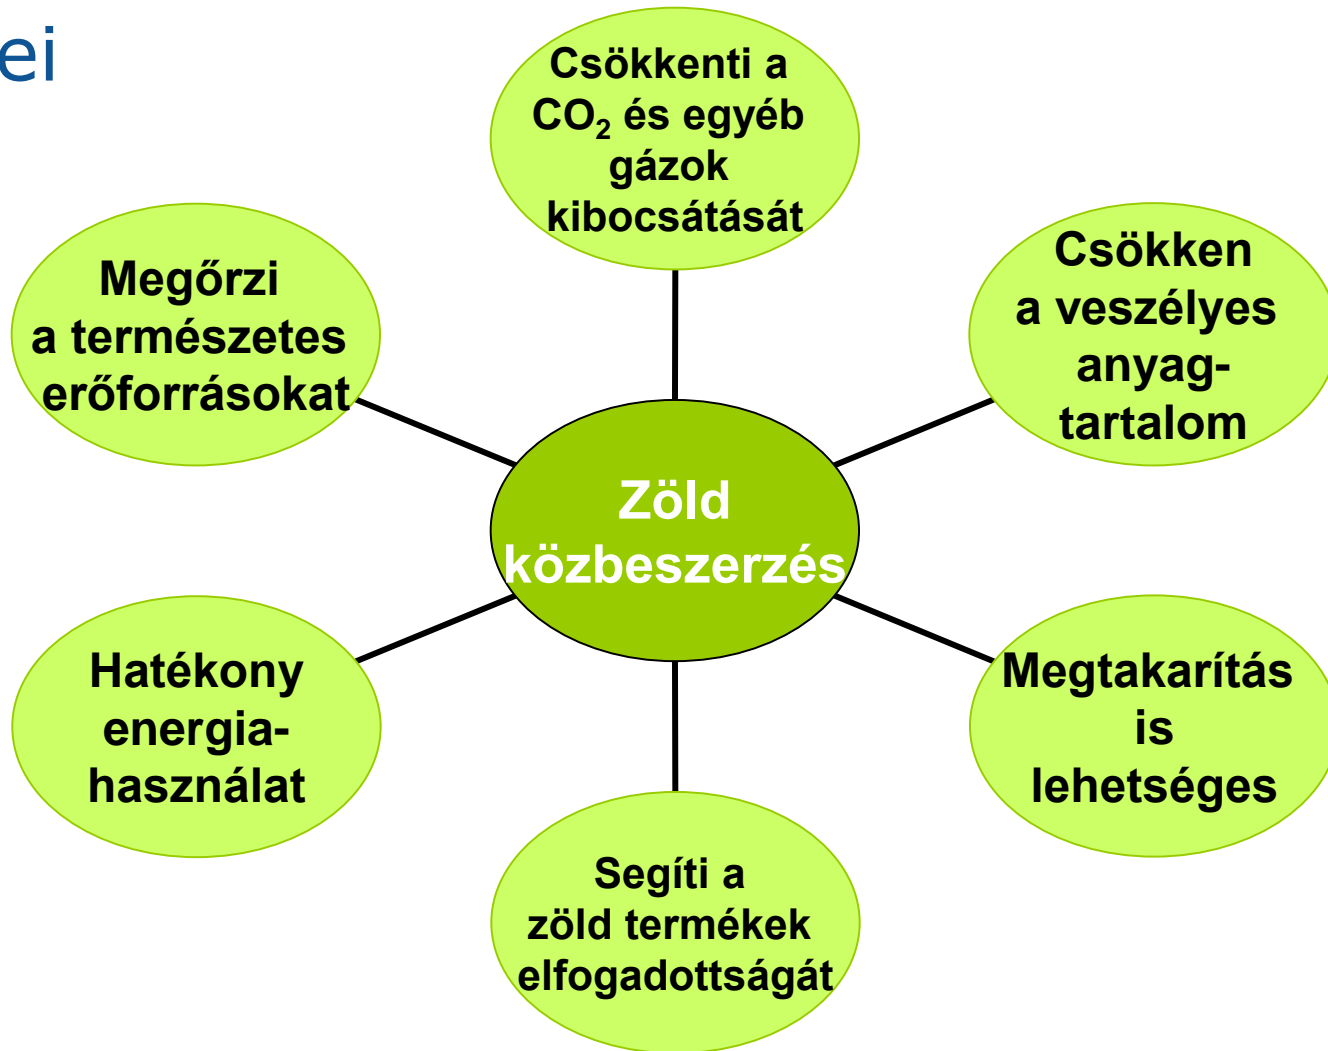 ei
Csökkenti a
CO₂ és egyéb
gázok
kibocsátását
Csökken
a veszélyes
anyag-
tartalom
Megtakarítás
is
lehetséges
Segíti a
zöld termékek
elfogadottságát
Hatékony
energia-
használat
Megőrzi
a természetes
erőforrásokat
Zöld
közbeszerzés